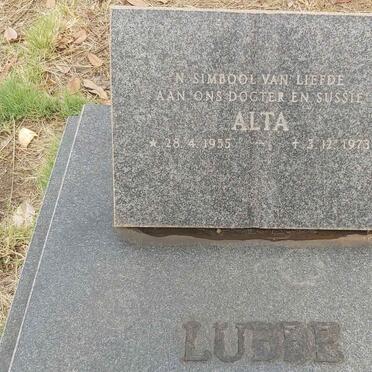 'N SIMBOOL VAN LIEFDE
AAN ONS DOGTER EN SUSSIE
ALTA
★ 28.4.1955 ~ † 3.12.1973
LUBBE